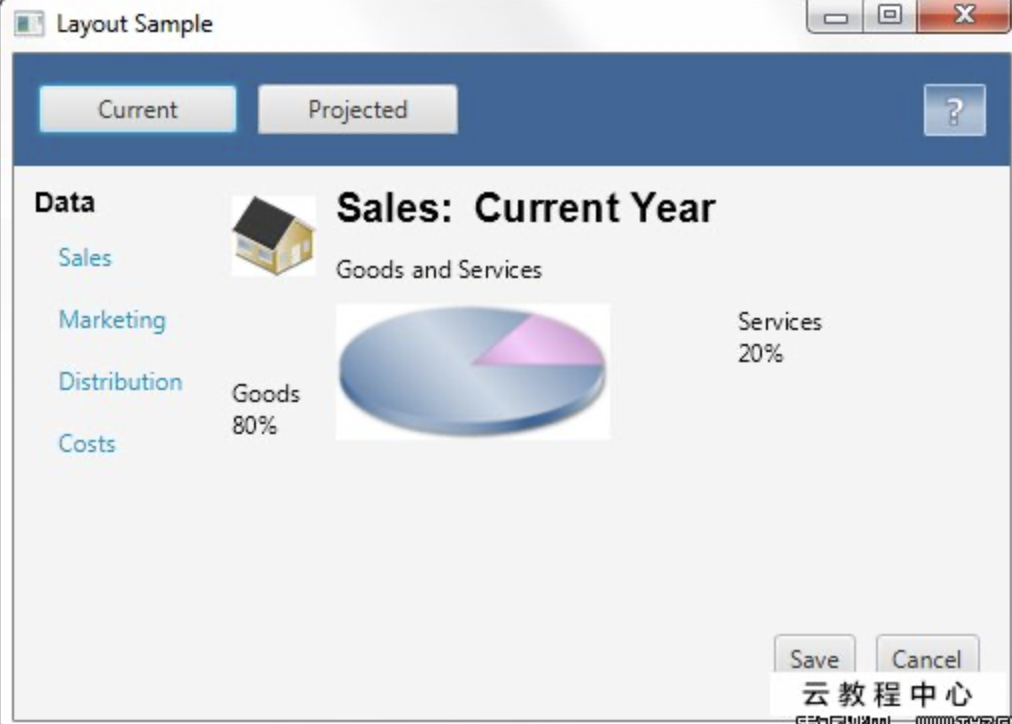 Layout Sample
Current
Projected
?
Data
Sales
Marketing
Distribution
Costs
Sales: Current Year
Goods and Services
Goods
80%
Services
20%
Save
Cancel
云教程中心